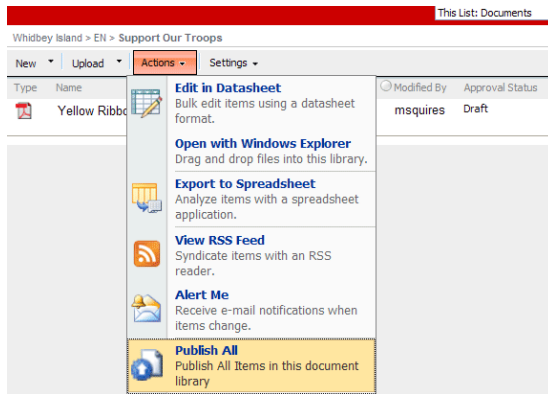 This List: Documents
Whidbey Island > EN > Support Our Troops
New Upload Actions Settings
Type Name Modified By Approval Status
Yellow Ribbo msquires Draft
Edit in Datasheet
Bulk edit items using a datasheet
format.
Open with Windows Explorer
Drag and drop files into this library.
Export to Spreadsheet
Analyze items with a spreadsheet
application.
View RSS Feed
Syndicate items with an RSS
reader.
Alert Me
Receive e-mail notifications when
items change.
Publish All
Publish All Items in this document
library